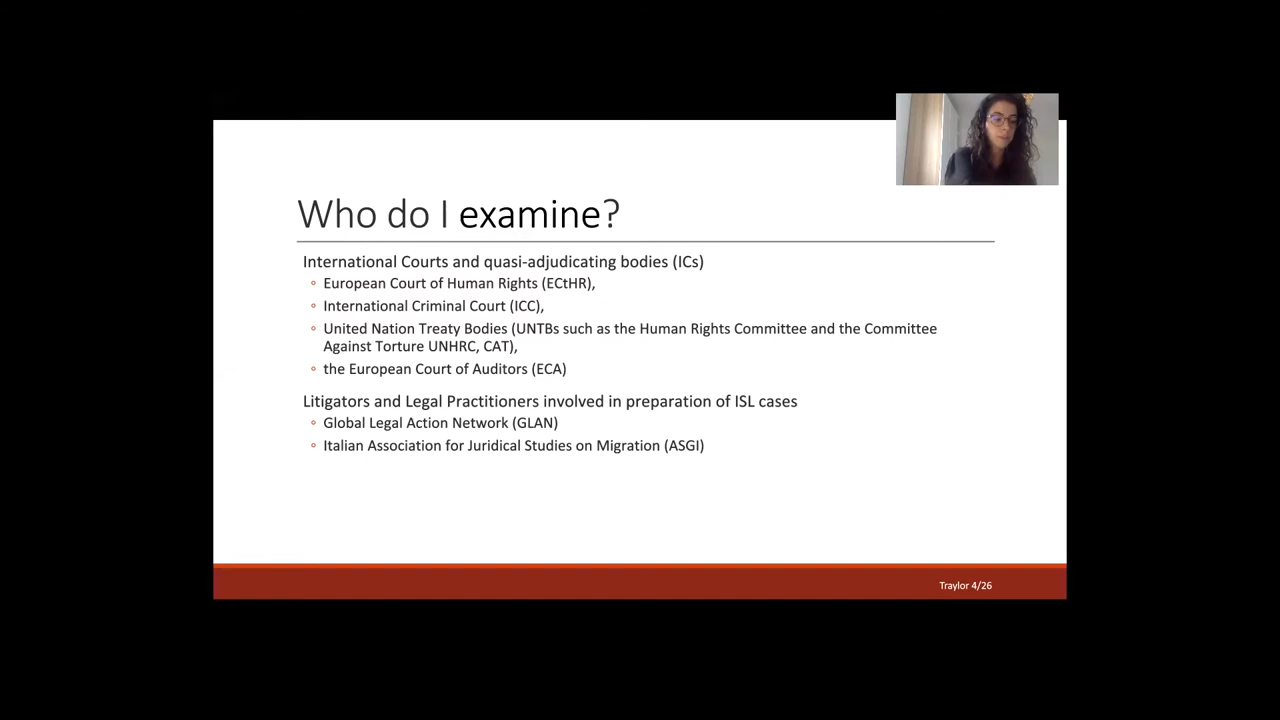 Who do I examine?
International Courts and quasi-adjudicating bodies (ICs)
◦ European Court of Human Rights (ECtHR),
◦ International Criminal Court (ICC),
◦ United Nation Treaty Bodies (UNTBs such as the Human Rights Committee and the Committee
Against Torture UNHRC, CAT),
◦ the European Court of Auditors (ECA)
Litigators and Legal Practitioners involved in preparation of ISL cases
◦ Global Legal Action Network (GLAN)
◦ Italian Association for Juridical Studies on Migration (ASGI)
Traylor 4/26